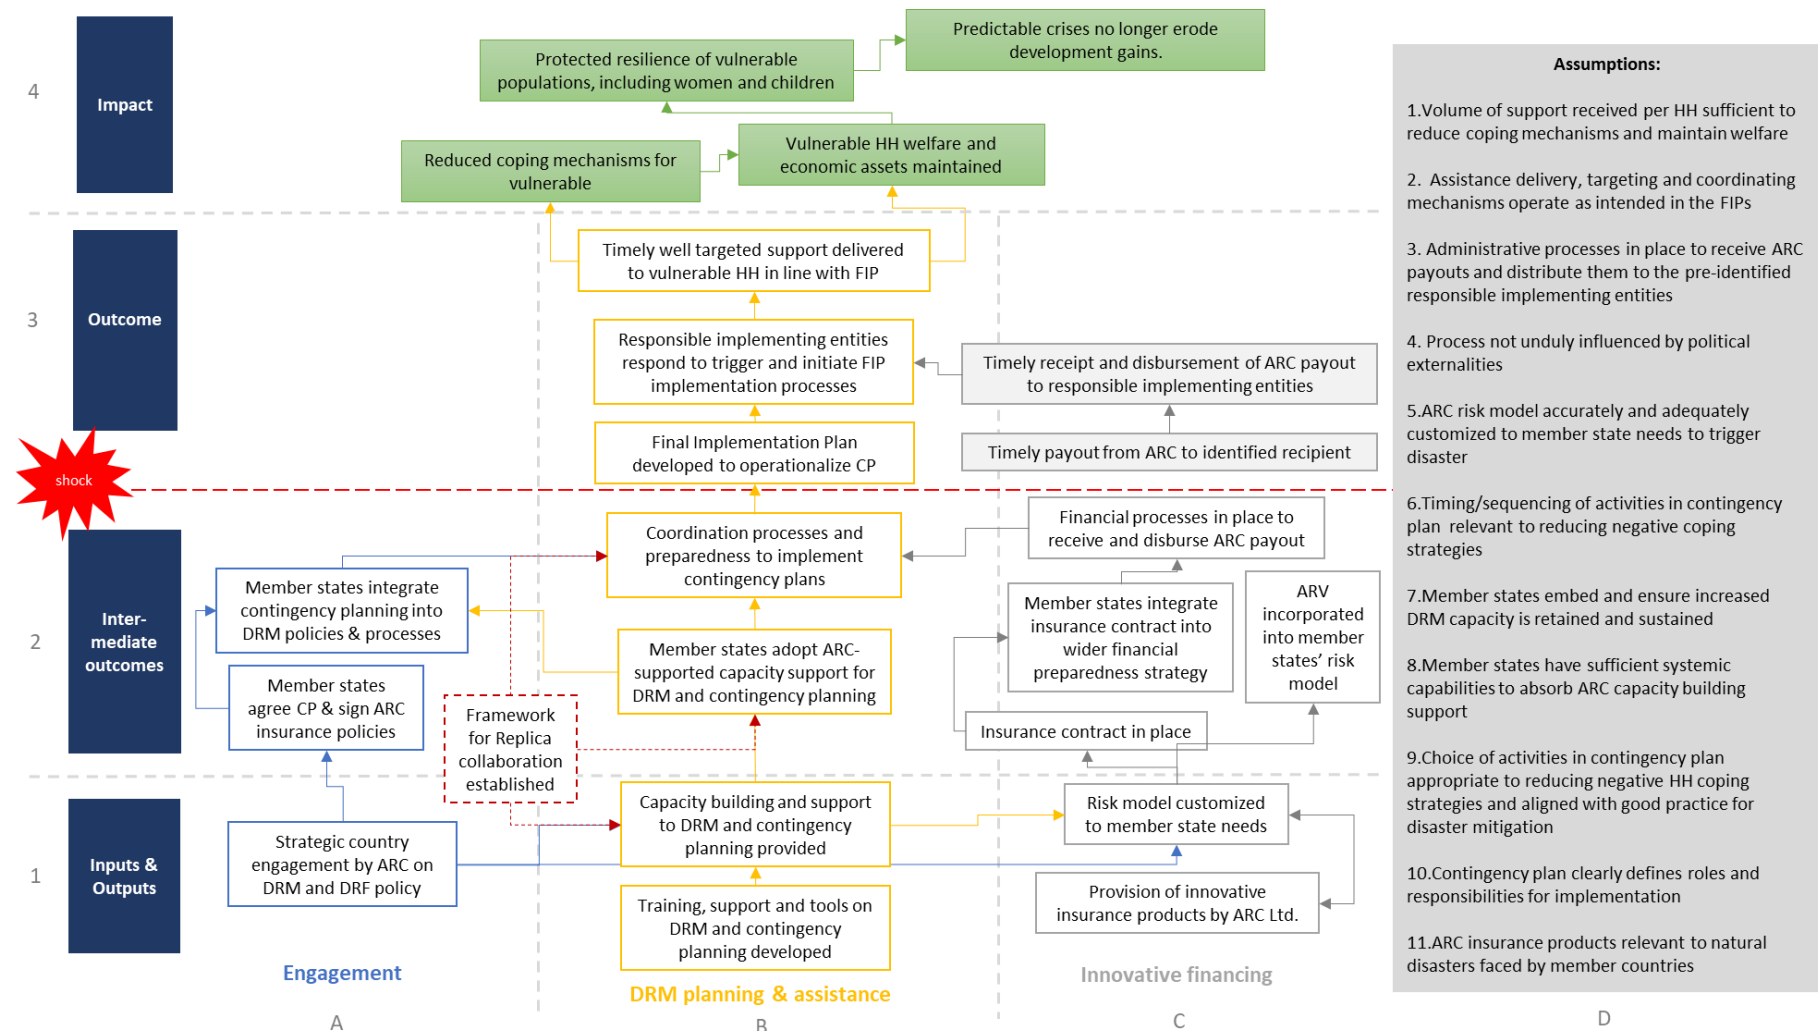 4
Impact
Predictable crises no longer erode
development gains.
Protected resilience of vulnerable
populations, including women and children
Vulnerable HH welfare and
economic assets maintained
Reduced coping mechanisms for
vulnerable
3
Outcome
Timely well targeted support delivered
to vulnerable HH in line with FIP
Responsible implementing entities
respond to trigger and initiate FIP
implementation processes
Timely receipt and disbursement of ARC payout
to responsible implementing entities
Final Implementation Plan
developed to operationalize CP
Timely payout from ARC to identified recipient
shock
2
Inter-
mediate
outcomes
Coordination processes and
preparedness to implement
contingency plans
Financial processes in place to
receive and disburse ARC payout
Member states integrate
contingency planning into
DRM policies & processes
Member states integrate
insurance contract into
wider financial
preparedness strategy
ARV
incorporated
into member
states’ risk
model
Member states adopt ARC-
supported capacity support for
DRM and contingency planning
Member states
agree CP & sign ARC
insurance policies
Framework
for Replica
collaboration
established
Insurance contract in place
1
Inputs &
Outputs
Capacity building and support
to DRM and contingency
planning provided
Risk model customized
to member state needs
Strategic country
engagement by ARC on
DRM and DRF policy
Provision of innovative
insurance products by ARC Ltd.
Training, support and tools on
DRM and contingency
planning developed
Engagement
DRM planning & assistance
Innovative financing
A
B
C
Assumptions:
1.Volume of support received per HH sufficient to
reduce coping mechanisms and maintain welfare
2. Assistance delivery, targeting and coordinating
mechanisms operate as intended in the FIPs
3. Administrative processes in place to receive ARC
payouts and distribute them to the pre-identified
responsible implementing entities
4. Process not unduly influenced by political
externalities
5.ARC risk model accurately and adequately
customized to member state needs to trigger
disaster
6.Timing/sequencing of activities in contingency
plan relevant to reducing negative coping
strategies
7.Member states embed and ensure increased
DRM capacity is retained and sustained
8.Member states have sufficient systemic
capabilities to absorb ARC capacity building
support
9.Choice of activities in contingency plan
appropriate to reducing negative HH coping
strategies and aligned with good practice for
disaster mitigation
10.Contingency plan clearly defines roles and
responsibilities for implementation
11.ARC insurance products relevant to natural
disasters faced by member countries
D